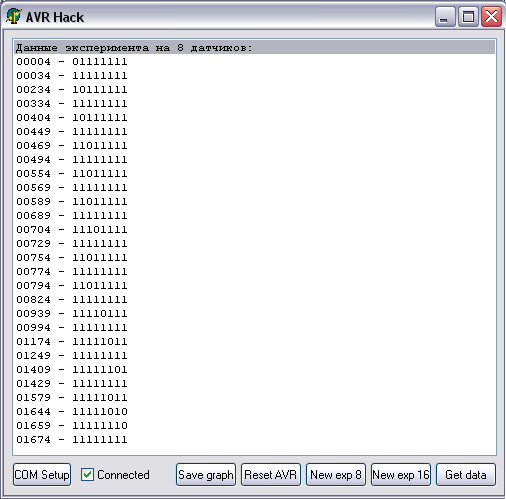 AVR Hack
Данные эксперимента на 8 датчиков:
00004 - 01111111
00034 - 11111111
00234 - 10111111
00334 - 11111111
00404 - 10111111
00449 - 11111111
00469 - 11011111
00494 - 11111111
00554 - 11011111
00569 - 11111111
00589 - 11011111
00689 - 11111111
00704 - 11101111
00729 - 11111111
00754 - 11011111
00774 - 11111111
00794 - 11011111
00824 - 11111111
00939 - 11110111
00994 - 11111111
01174 - 11111011
01249 - 11111111
01409 - 11111101
01429 - 11111111
01579 - 11111011
01644 - 11111010
01659 - 11111110
01674 - 11111111
COM Setup Connected Save graph Reset AVR New exp 8 New exp 16 Get data